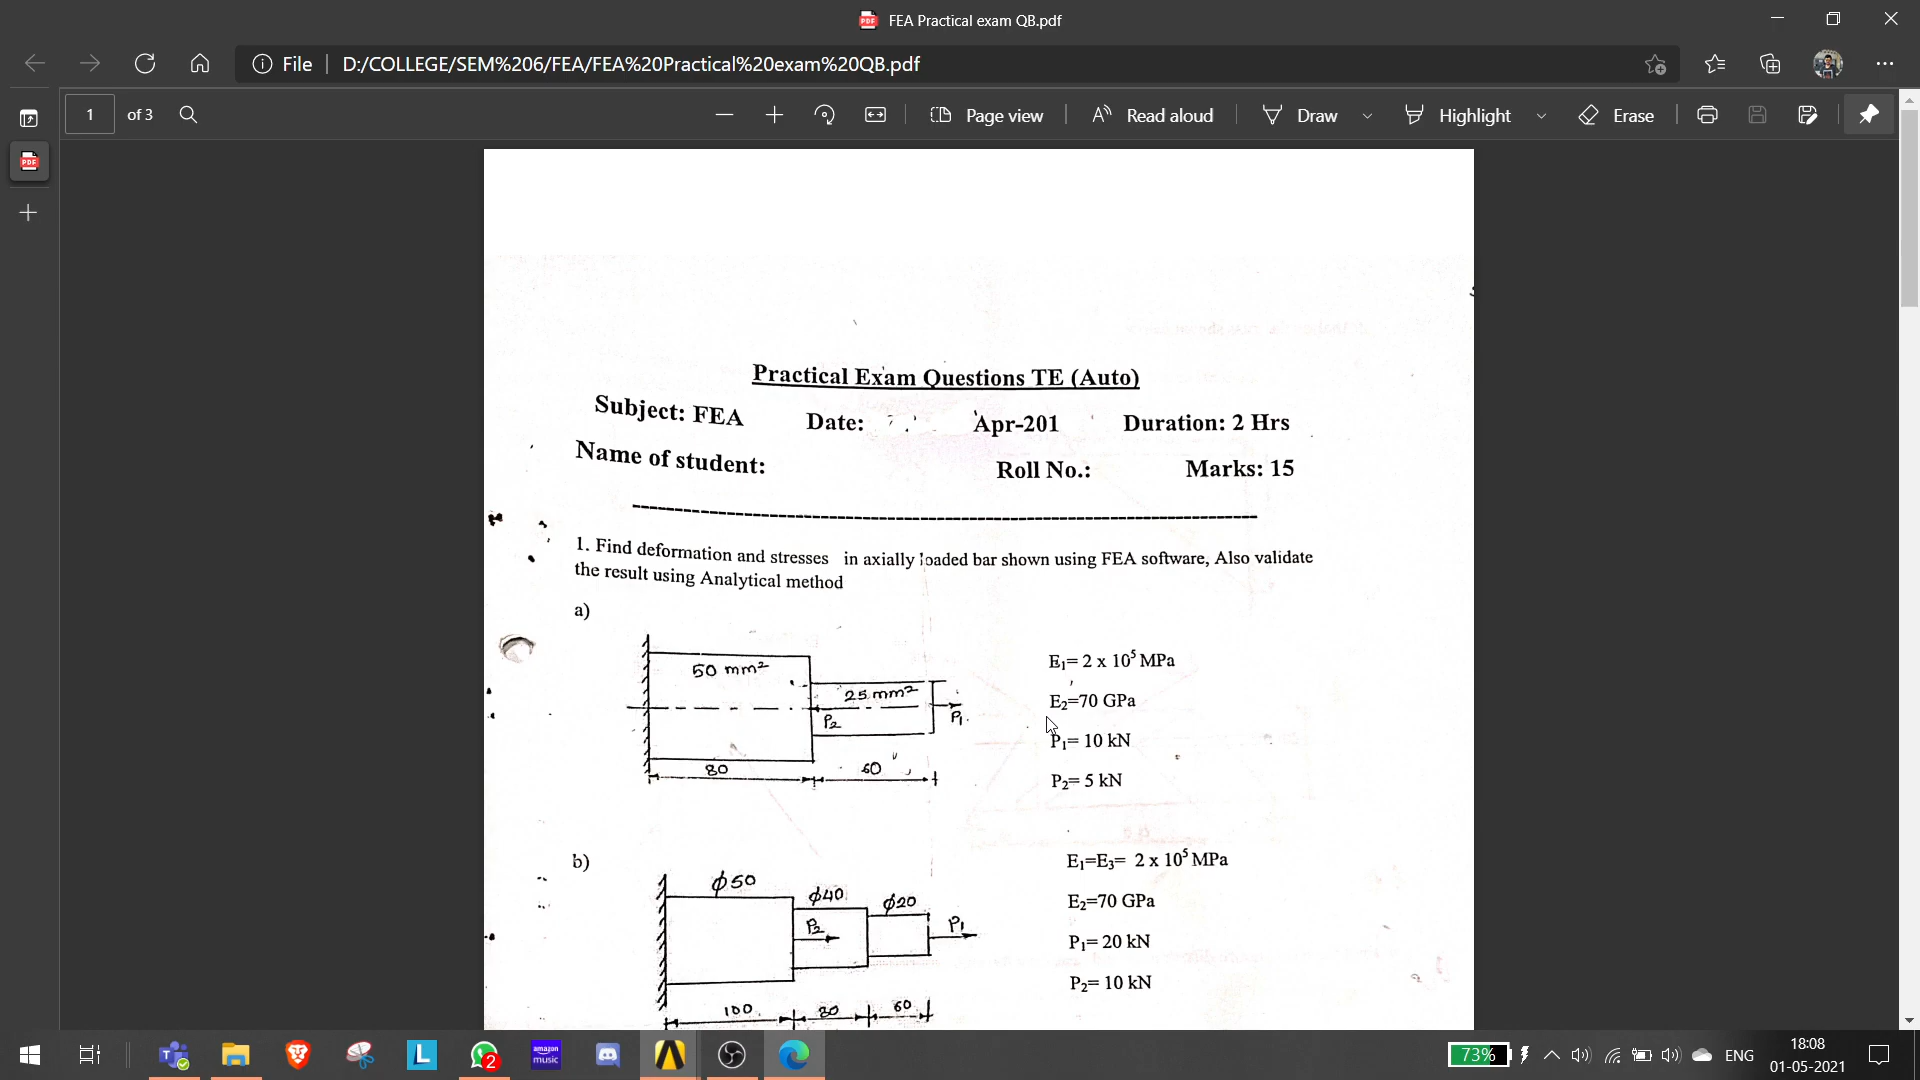 FEA Practical exam QB.pdf
File D:/COLLEGE/SEM%206/FEA/FEA%20Practical%20exam%20QB.pdf
1 of 3 Page view Read aloud Draw Highlight Erase
Practical Exam Questions TE (Auto)
Subject: FEA Date: Apr-201 Duration: 2 Hrs
Name of student: Roll No.: Marks: 15
1. Find deformation and stresses in axially loaded bar shown using FEA software, Also validate
the result using Analytical method
a)
50 mm²
25 mm²
P₂
P₁
80 60
E₁= 2 x 10⁵ MPa
E₂=70 GPa
P₁= 10 kN
P₂= 5 kN
b)
ϕ50
ϕ40
ϕ20
P₂
P₁
100 80 60
E₁=E₃= 2 x 10⁵ MPa
E₂=70 GPa
P₁= 20 kN
P₂= 10 kN
PDF
L
2
amazon music
73%
ENG
18:08
01-05-2021